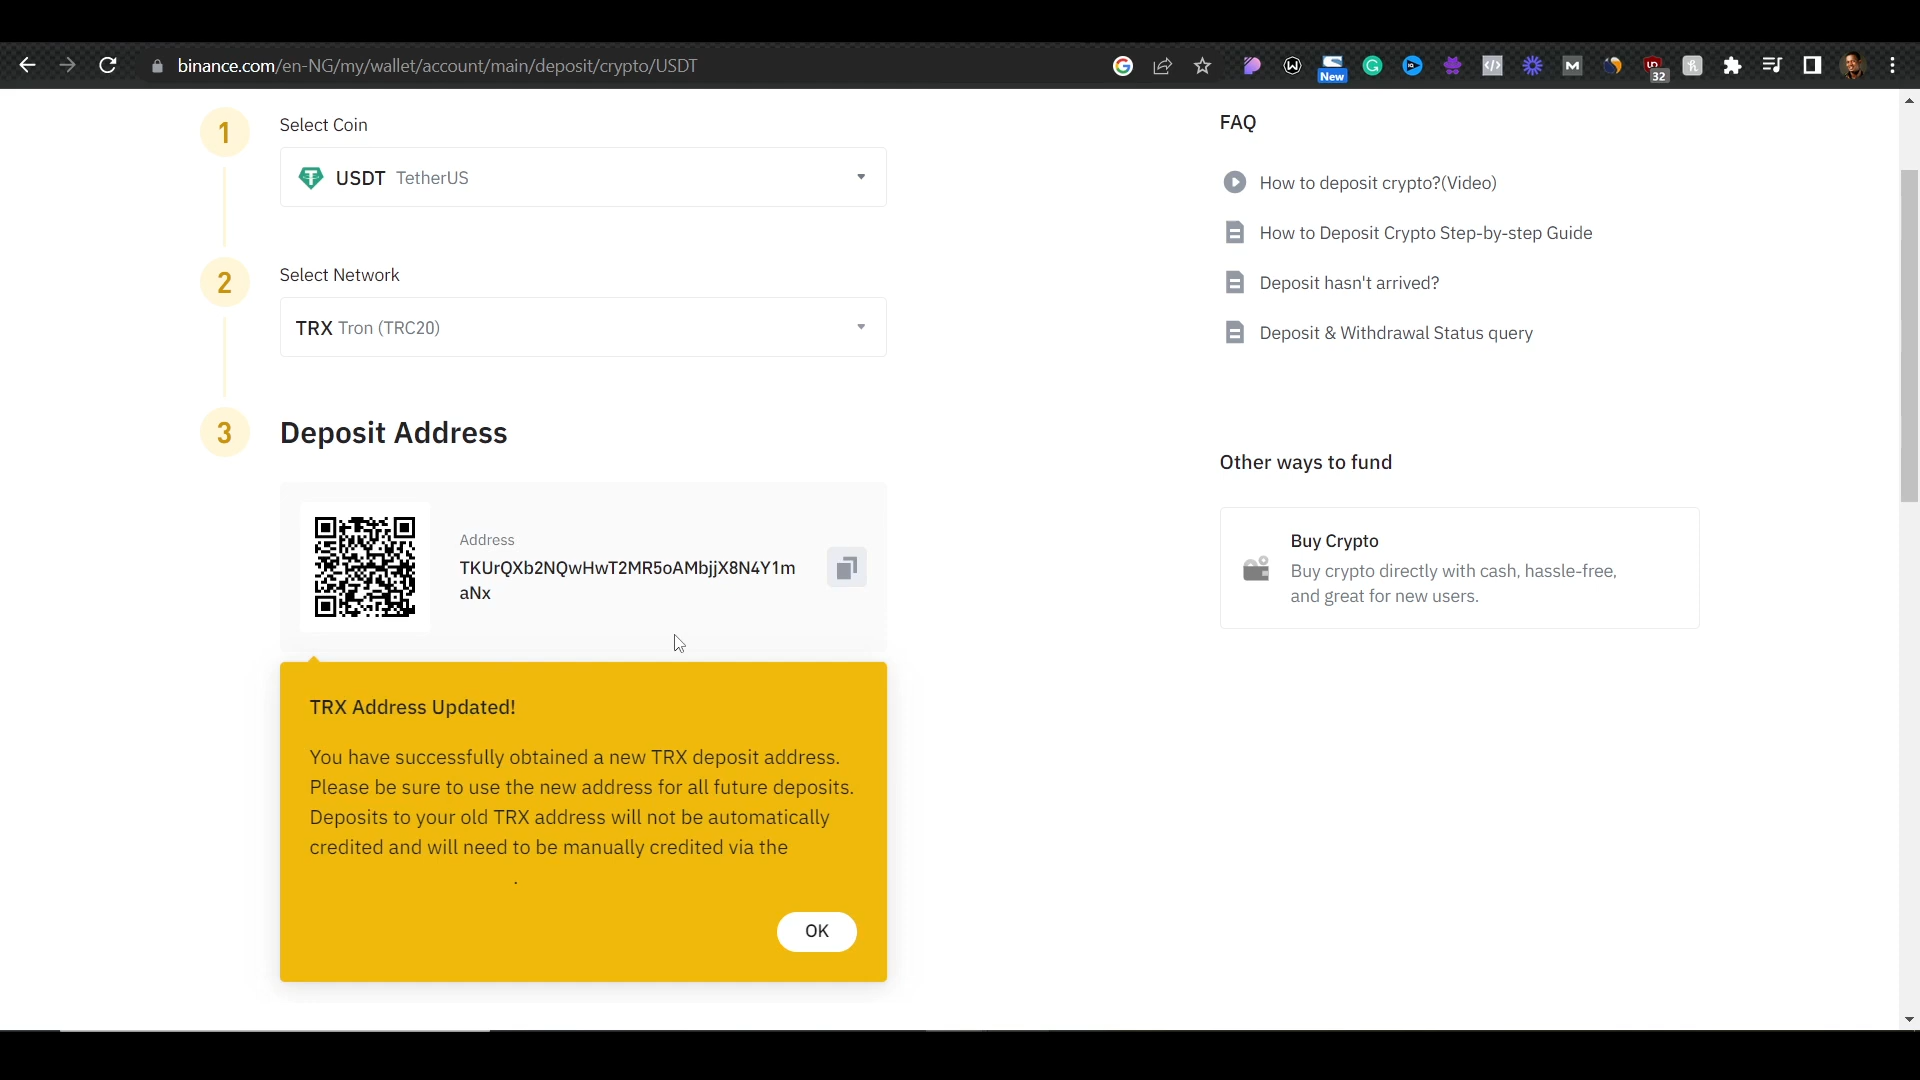 binance.com/en-NG/my/wallet/account/main/deposit/crypto/USDT
New
32
1
Select Coin
USDT TetherUS
2
Select Network
TRX Tron (TRC20)
3
Deposit Address
Address
TKUrQXb2NQwHwT2MR5oAMbjjX8N4Y1m
aNx
TRX Address Updated!
You have successfully obtained a new TRX deposit address.
Please be sure to use the new address for all future deposits.
Deposits to your old TRX address will not be automatically
credited and will need to be manually credited via the
.
OK
FAQ
How to deposit crypto?(Video)
How to Deposit Crypto Step-by-step Guide
Deposit hasn't arrived?
Deposit & Withdrawal Status query
Other ways to fund
Buy Crypto
Buy crypto directly with cash, hassle-free,
and great for new users.